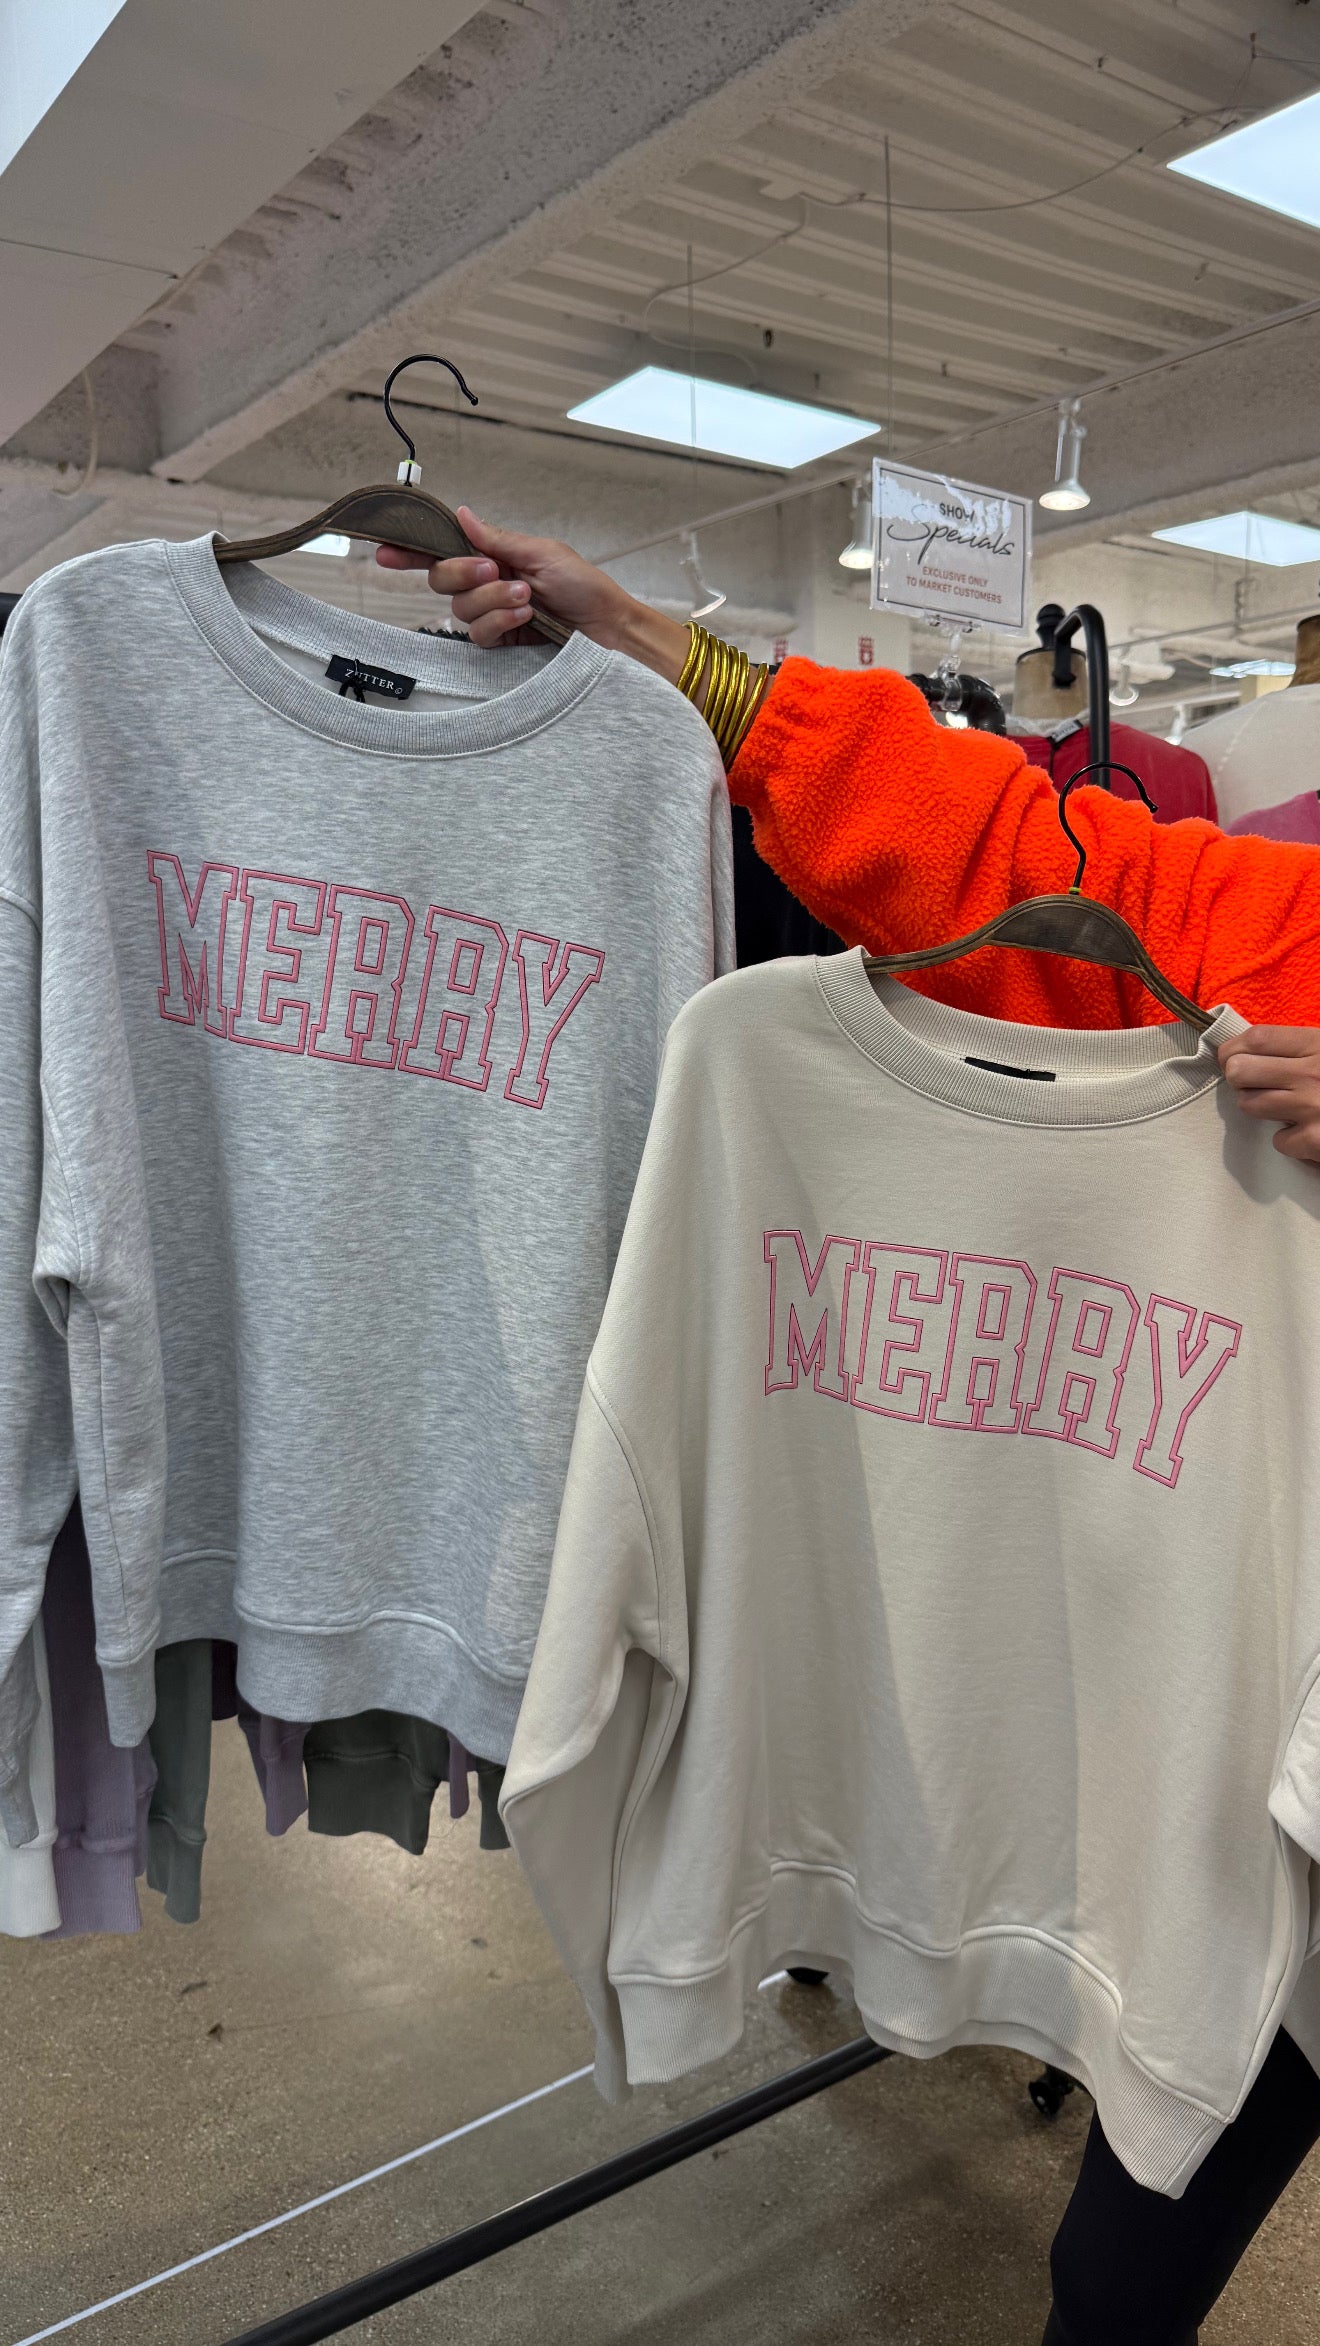 SHOW
Specials
EXCLUSIVE ONLY
TO MARKET CUSTOMERS
MERRY
MERRY